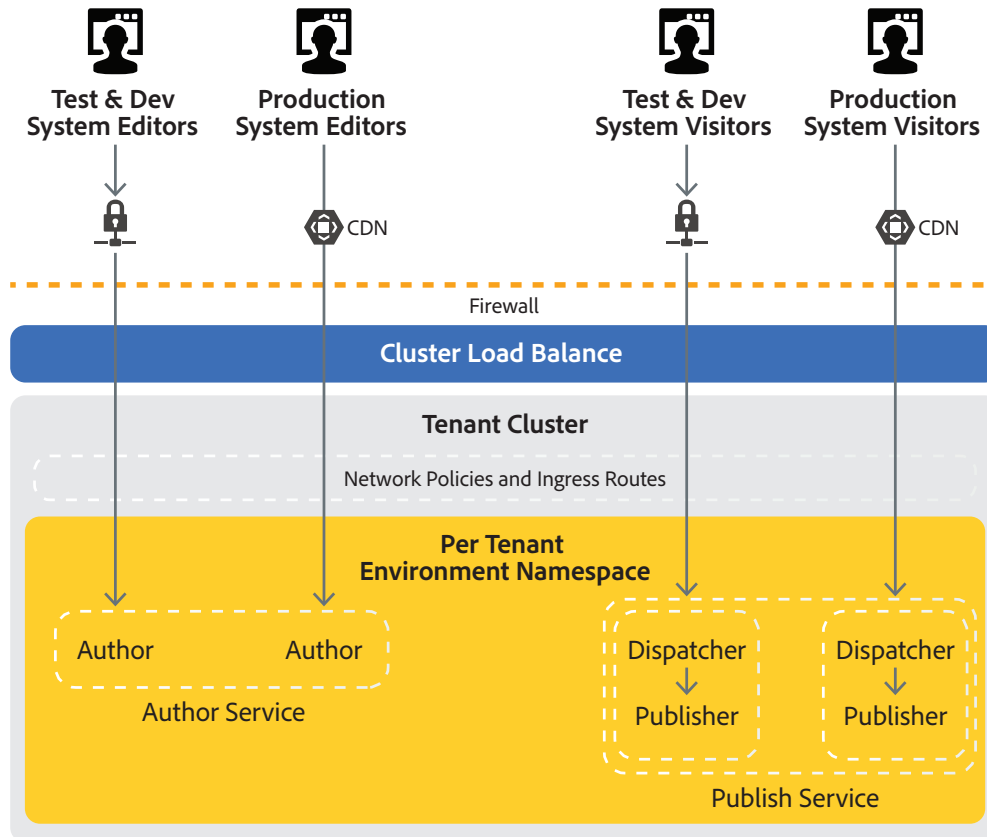 Test & Dev
System Editors
Production
System Editors
Test & Dev
System Visitors
Production
System Visitors
CDN
CDN
Firewall
Cluster Load Balance
Tenant Cluster
Network Policies and Ingress Routes
Per Tenant
Environment Namespace
Author
Author
Author Service
Dispatcher
Publisher
Dispatcher
Publisher
Publish Service